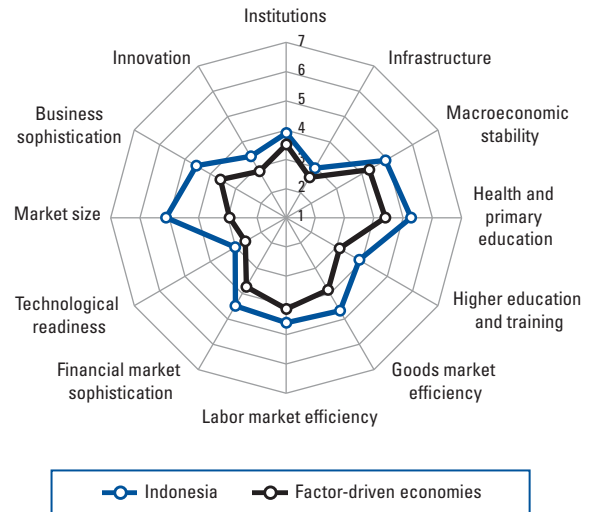 Institutions
7
6
5
4
3
2
1
Infrastructure
Macroeconomic
stability
Health and
primary
education
Higher education
and training
Goods market
efficiency
Labor market efficiency
Financial market
sophistication
Technological
readiness
Market size
Business
sophistication
Innovation
Indonesia
Factor-driven economies